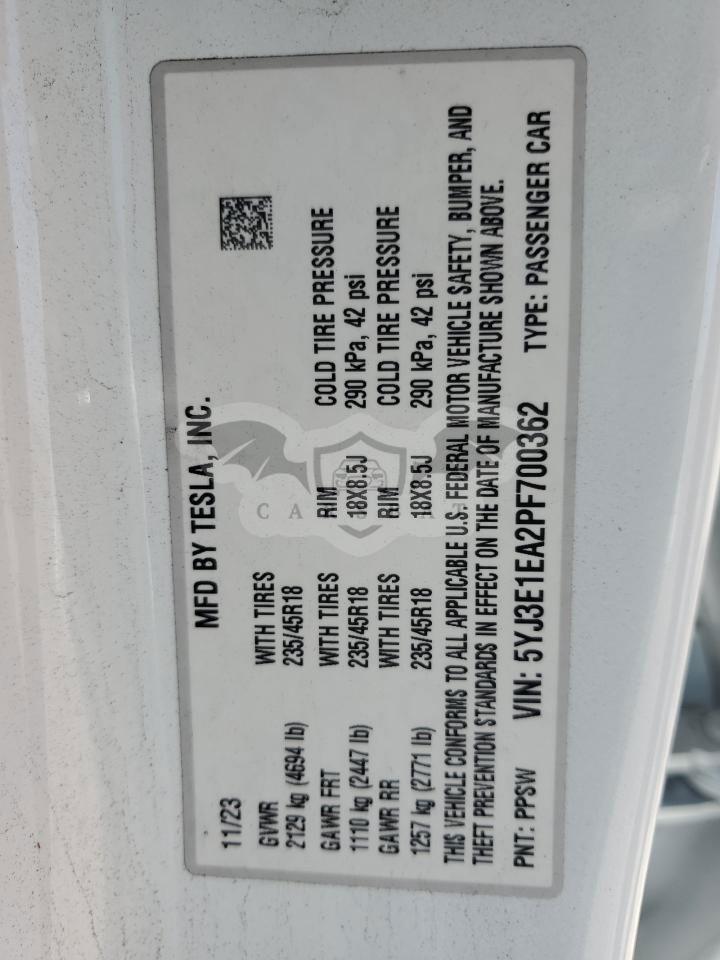 MFD BY TESLA, INC.
11/23
GVWR WITH TIRES
2129 kg (4694 lb) 235/45R18
GAWR FRT WITH TIRES RIM COLD TIRE PRESSURE
1110 kg (2447 lb) 235/45R18 18X8.5J 290 kPa, 42 psi
GAWR RR WITH TIRES RIM COLD TIRE PRESSURE
1257 kg (2771 lb) 235/45R18 18X8.5J 290 kPa, 42 psi
THIS VEHICLE CONFORMS TO ALL APPLICABLE U.S. FEDERAL MOTOR VEHICLE SAFETY, BUMPER, AND
THEFT PREVENTION STANDARDS IN EFFECT ON THE DATE OF MANUFACTURE SHOWN ABOVE.
PNT: PPSW VIN: 5YJ3E1EA2PF700362 TYPE: PASSENGER CAR